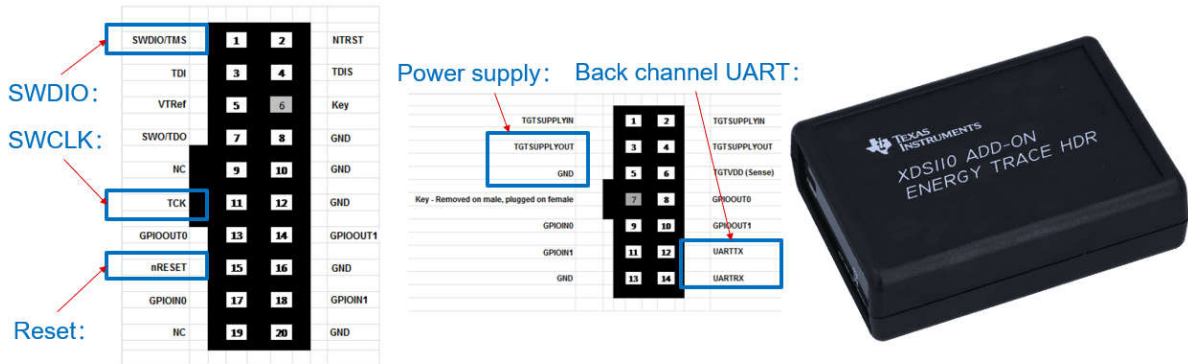 SWDIO:
SWCLK:
Reset:
SWDIO/TMS 1 2 NTRST
TDI 3 4 TDIS
VTRef 5 6 Key
SWO/TDO 7 8 GND
NC 9 10 GND
TCK 11 12 GND
GPIOOUT0 13 14 GPIOOUT1
nRESET 15 16 GND
GPIOIN0 17 18 GPIOIN1
NC 19 20 GND
Power supply: Back channel UART:
TGTSUPPLYIN 1 2 TGTSUPPLYIN
TGTSUPPLYOUT 3 4 TGTSUPPLYOUT
GND 5 6 TGTVDD (Sense)
Key - Removed on male, plugged on female 7 8 GPIOOUT0
GPIOIN0 9 10 GPIOOUT1
GPIOIN1 11 12 UARTTX
GND 13 14 UARTRX
TEXAS
INSTRUMENTS
XDS110 ADD-ON
ENERGY TRACE HDR